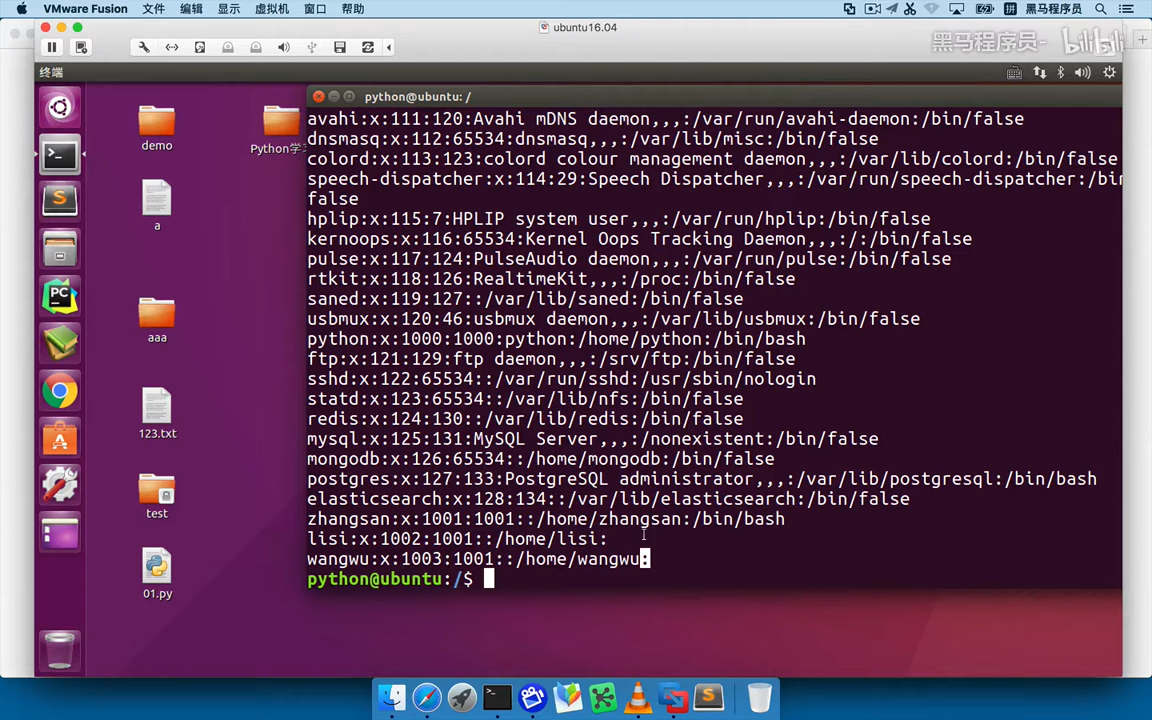 VMware Fusion 文件 编辑 显示 虚拟机 窗口 帮助 黑马程序员
ubuntu16.04
黑马程序员- bilibili
终端
python@ubuntu: /
demo
Python学习
a
aaa
123.txt
test
01.py
avahi:x:111:120:Avahi mDNS daemon,,,:/var/run/avahi-daemon:/bin/false
dnsmasq:x:112:65534:dnsmasq,,,:/var/lib/misc:/bin/false
colord:x:113:123:colord colour management daemon,,,:/var/lib/colord:/bin/false
speech-dispatcher:x:114:29:Speech Dispatcher,,,:/var/run/speech-dispatcher:/bin
false
hplip:x:115:7:HPLIP system user,,,:/var/run/hplip:/bin/false
kernoops:x:116:65534:Kernel Oops Tracking Daemon,,,:/:/bin/false
pulse:x:117:124:PulseAudio daemon,,,:/var/run/pulse:/bin/false
rtkit:x:118:126:RealtimeKit,,,:/proc:/bin/false
saned:x:119:127::/var/lib/saned:/bin/false
usbmux:x:120:46:usbmux daemon,,,:/var/lib/usbmux:/bin/false
python:x:1000:1000:python:/home/python:/bin/bash
ftp:x:121:129:ftp daemon,,,:/srv/ftp:/bin/false
sshd:x:122:65534::/var/run/sshd:/usr/sbin/nologin
statd:x:123:65534::/var/lib/nfs:/bin/false
redis:x:124:130::/var/lib/redis:/bin/false
mysql:x:125:131:MySQL Server,,,:/nonexistent:/bin/false
mongodb:x:126:65534::/home/mongodb:/bin/false
postgres:x:127:133:PostgreSQL administrator,,,:/var/lib/postgresql:/bin/bash
elasticsearch:x:128:134::/var/lib/elasticsearch:/bin/false
zhangsan:x:1001:1001::/home/zhangsan:/bin/bash
lisi:x:1002:1001::/home/lisi:
wangwu:x:1003:1001::/home/wangwu:
python@ubuntu:/$